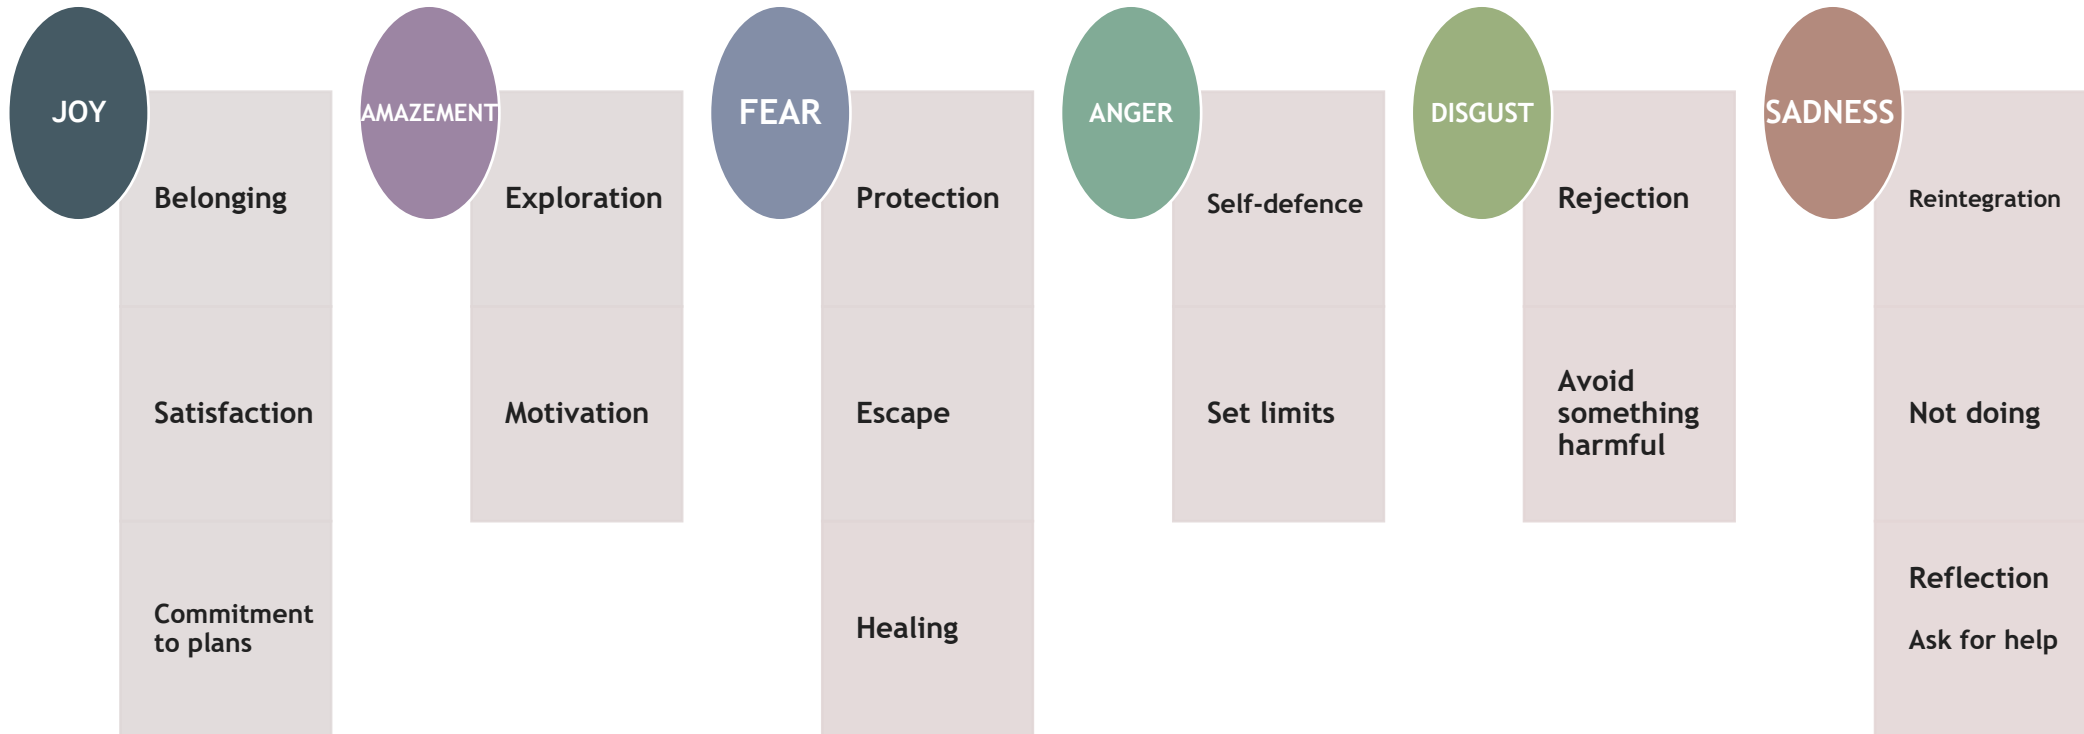 JOY
Belonging
Satisfaction
Commitment
to plans
AMAZEMENT
Exploration
Motivation
FEAR
Protection
Escape
Healing
ANGER
Self-defence
Set limits
DISGUST
Rejection
Avoid
something
harmful
SADNESS
Reintegration
Not doing
Reflection
Ask for help